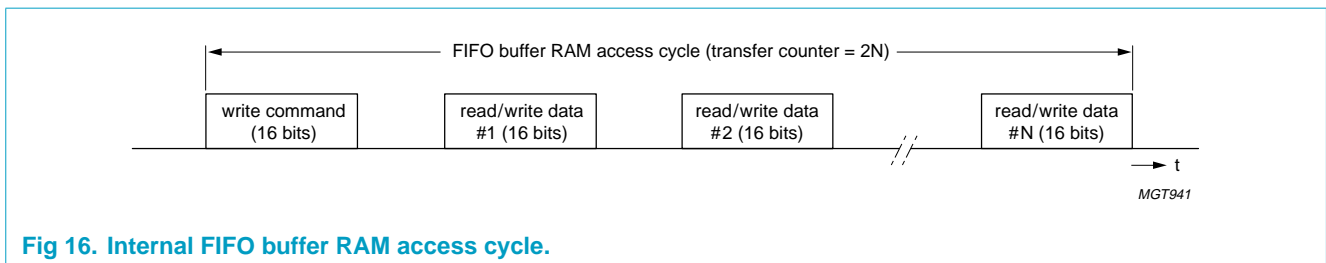 FIFO buffer RAM access cycle (transfer counter = 2N)
write command
(16 bits)
read/write data
#1 (16 bits)
read/write data
#2 (16 bits)
read/write data
#N (16 bits)
t
MGT941
Fig 16. Internal FIFO buffer RAM access cycle.